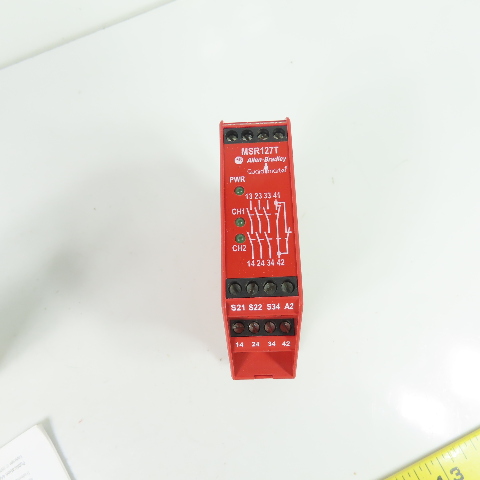 MSR127T
Allen-Bradley
Guardmaster
PWR
13 23 33 41
CH1
CH2
14 24 34 42
S21 S22 S34 A2
14 24 34 42
3